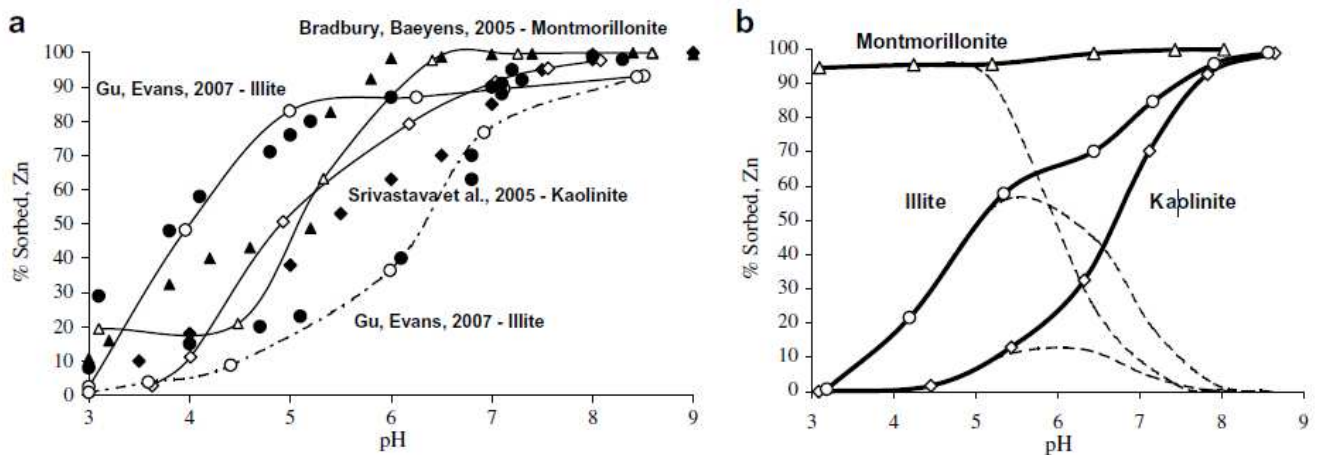 a
Bradbury, Baeyens, 2005 - Montmorillonite
100
90
80
70
60
50
40
30
20
10
0
% Sorbed, Zn
Gu, Evans, 2007 - Illite
Srivastava et al., 2005 - Kaolinite
Gu, Evans, 2007 - Illite
3 4 5 6 7 8 9
pH
b
Montmorillonite
100
90
80
70
60
50
40
30
20
10
0
% Sorbed, Zn
Illite
Kaolinite
3 4 5 6 7 8 9
pH